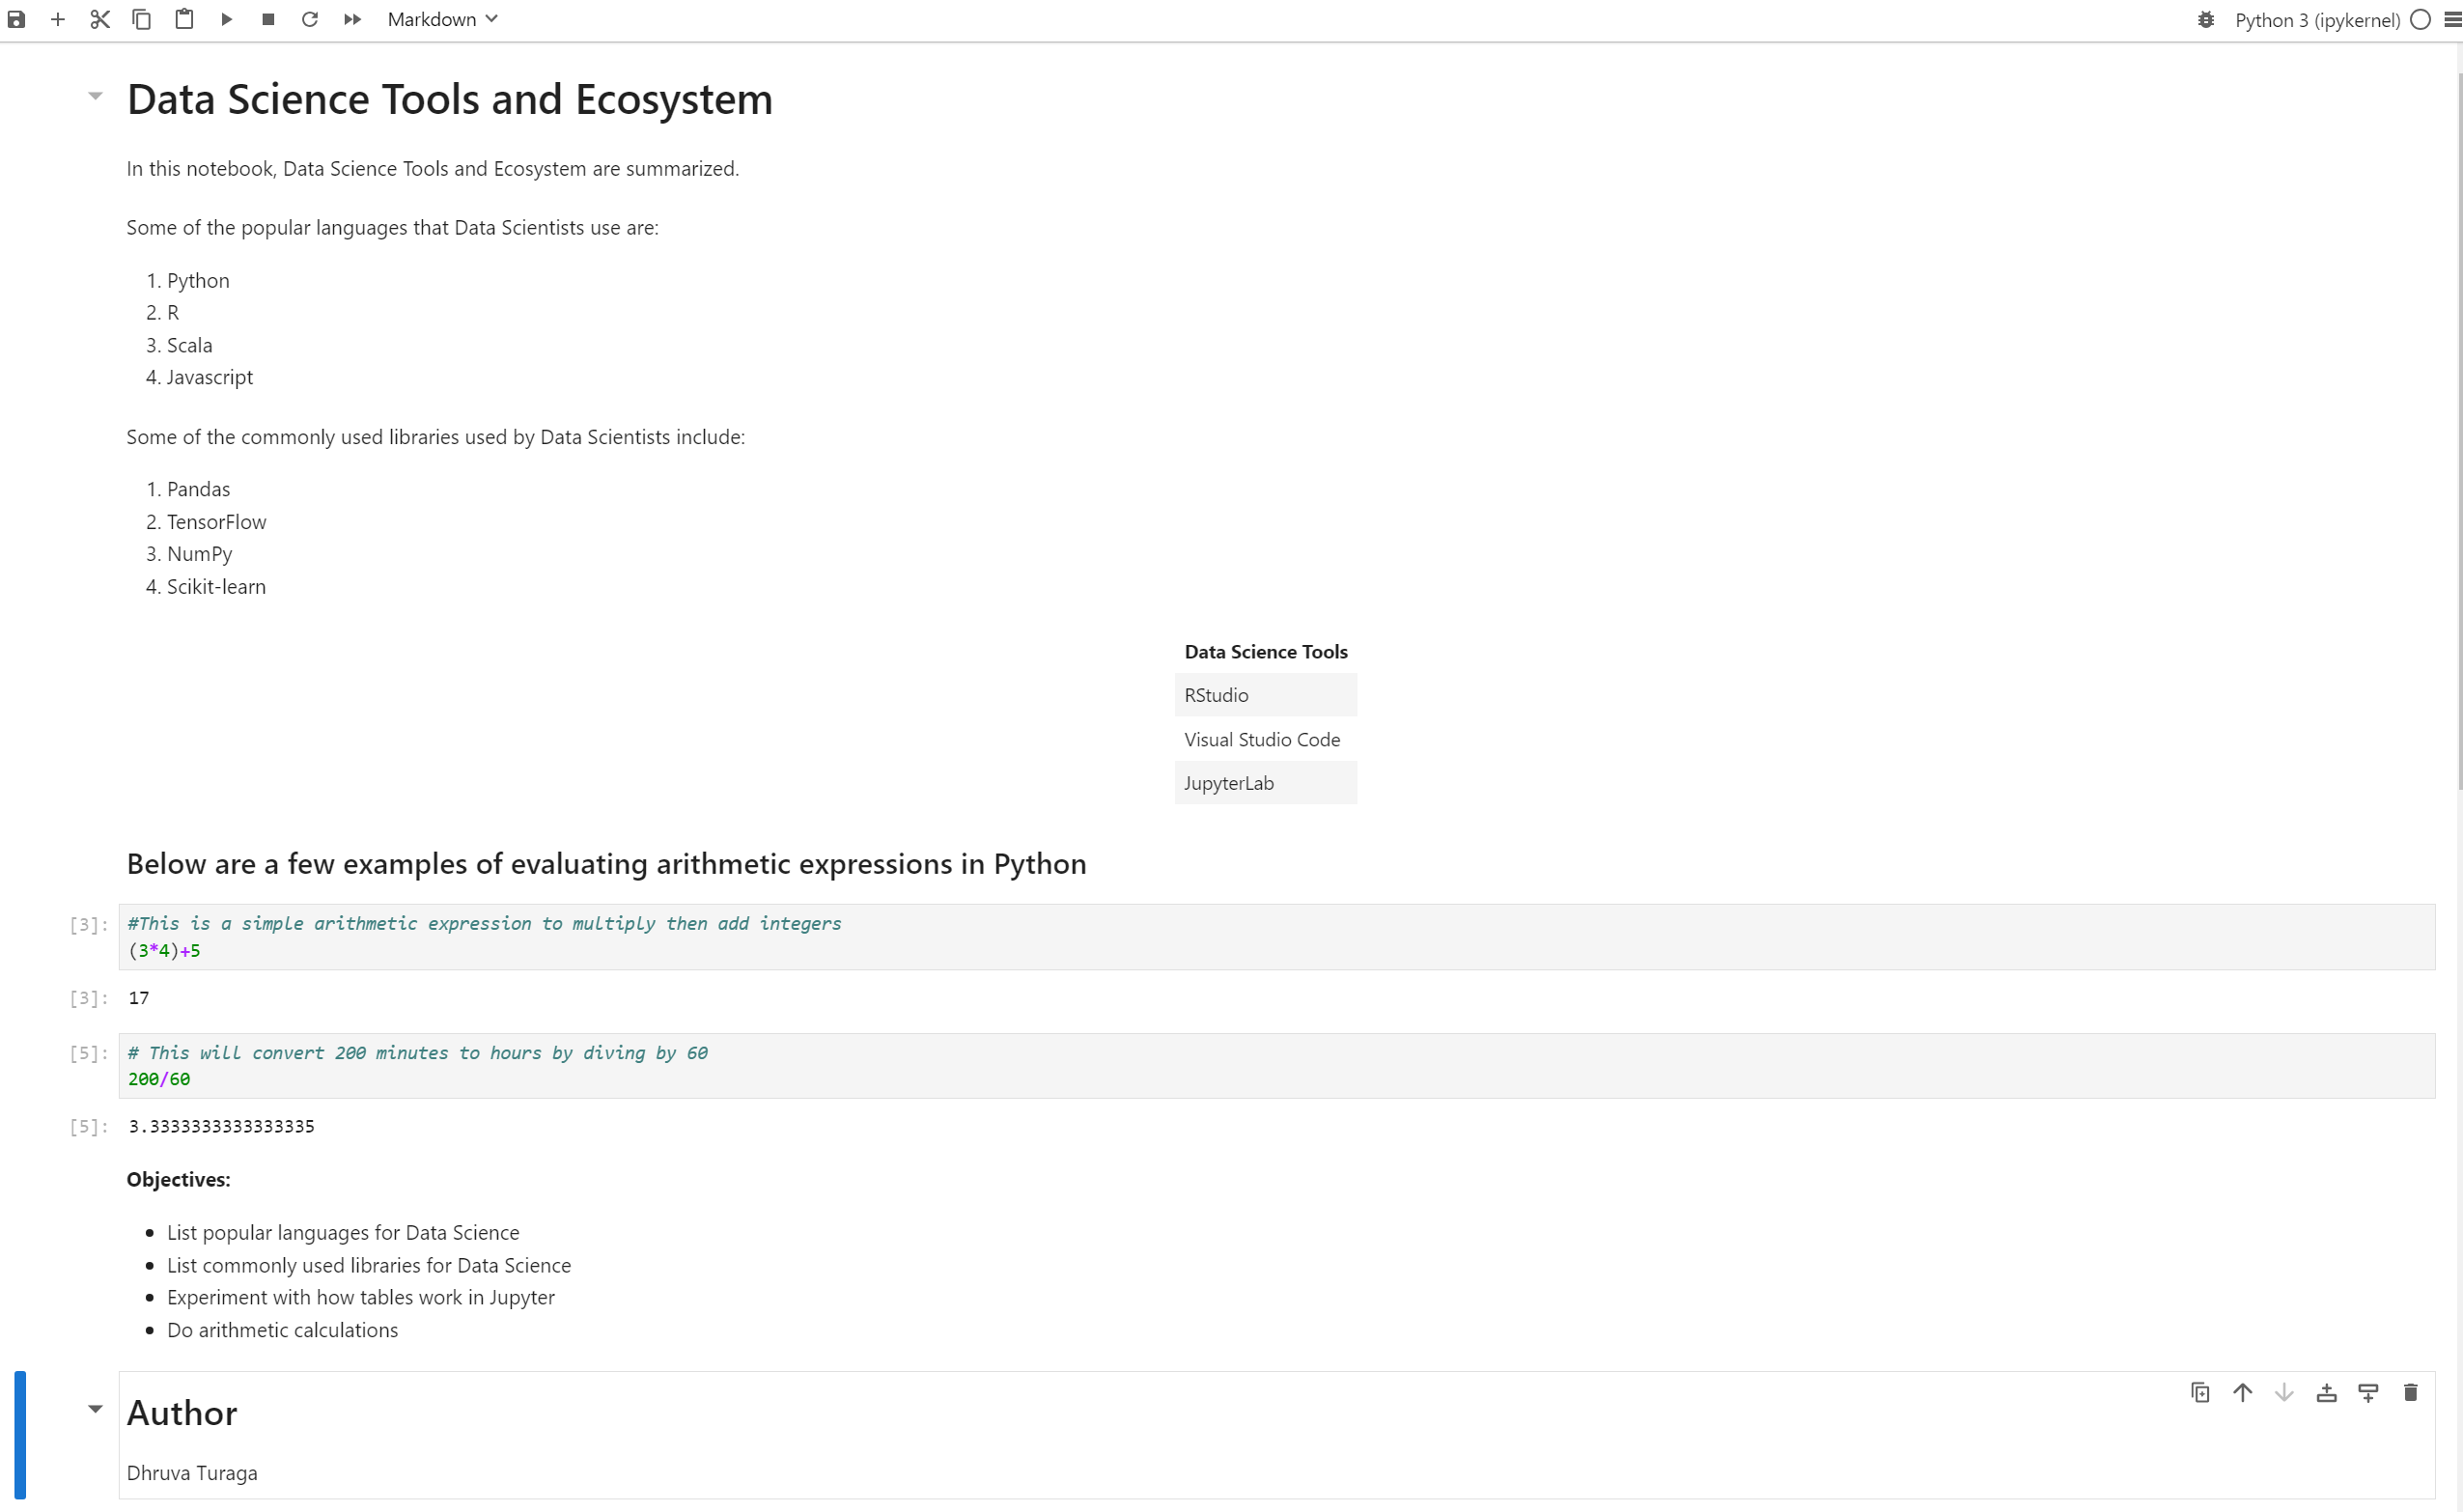 Markdown
Python 3 (ipykernel)
Data Science Tools and Ecosystem
In this notebook, Data Science Tools and Ecosystem are summarized.
Some of the popular languages that Data Scientists use are:
1. Python
2. R
3. Scala
4. Javascript
Some of the commonly used libraries used by Data Scientists include:
1. Pandas
2. TensorFlow
3. NumPy
4. Scikit-learn
Data Science Tools
RStudio
Visual Studio Code
JupyterLab
Below are a few examples of evaluating arithmetic expressions in Python
[3]: #This is a simple arithmetic expression to multiply then add integers
(3*4)+5
[3]: 17
[5]: # This will convert 200 minutes to hours by diving by 60
200/60
[5]: 3.3333333333333335
Objectives:
• List popular languages for Data Science
• List commonly used libraries for Data Science
• Experiment with how tables work in Jupyter
• Do arithmetic calculations
Author
Dhruva Turaga